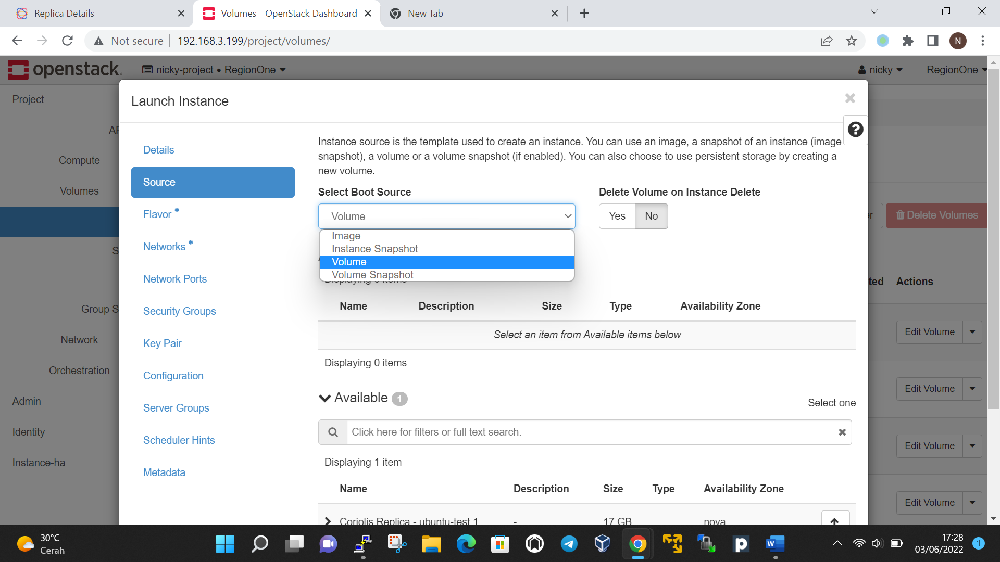 Replica Details
Volumes - OpenStack Dashboard
New Tab
Not secure
192.168.3.199/project/volumes/
N
openstack.
nicky-project • RegionOne
nicky
RegionOne
Project
Compute
Volumes
Group S
Network
Orchestration
Admin
Identity
Instance-ha
Launch Instance
Details
Source
Flavor *
Networks *
Network Ports
Security Groups
Key Pair
Configuration
Server Groups
Scheduler Hints
Metadata
Instance source is the template used to create an instance. You can use an image, a snapshot of an instance (image
snapshot), a volume or a volume snapshot (if enabled). You can also choose to use persistent storage by creating a
new volume.
Select Boot Source
Delete Volume on Instance Delete
Volume
Yes No
Image
Instance Snapshot
Volume
Volume Snapshot
Displaying 0 items
Name Description Size Type Availability Zone
Select an item from Available items below
Displaying 0 items
Available 1
Select one
Click here for filters or full text search.
Displaying 1 item
Name Description Size Type Availability Zone
Coriolis Replica - ubuntu-test 1 - 17 GB nova
Delete Volumes
ted Actions
Edit Volume
Edit Volume
Edit Volume
Edit Volume
30°C
Cerah
17:28
03/06/2022
1